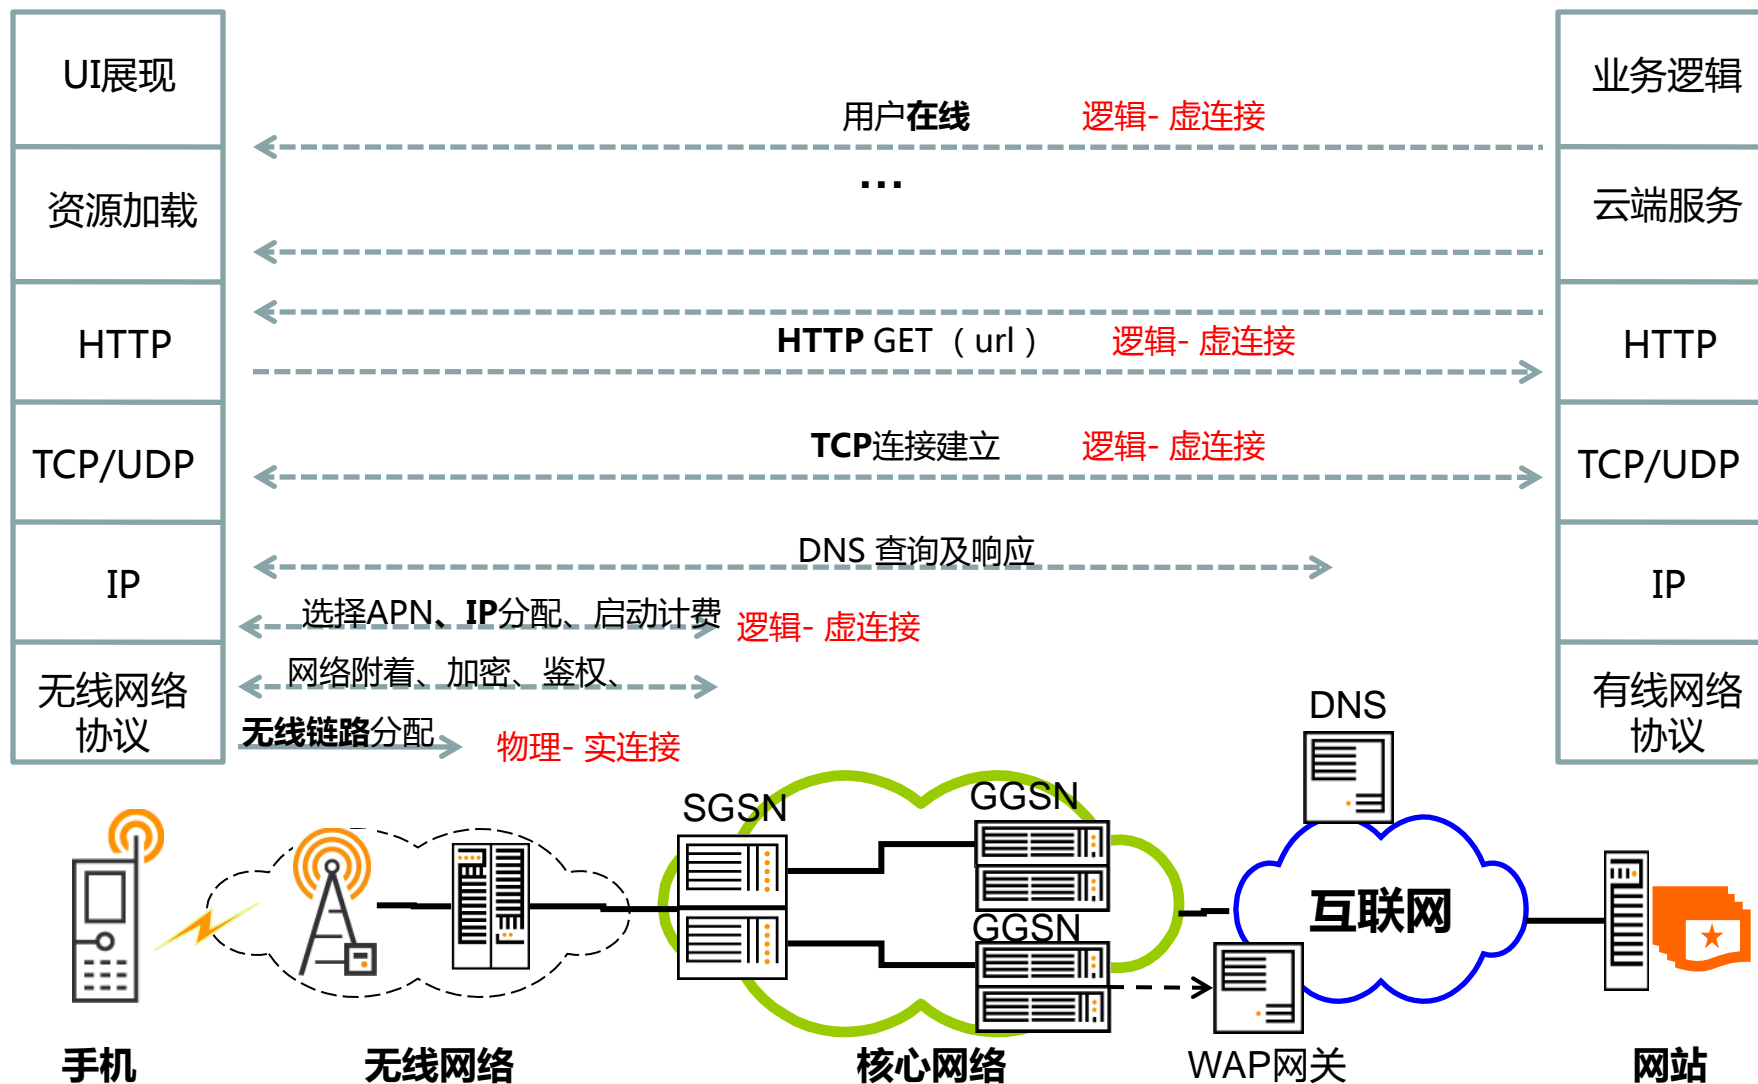 UI展现
业务逻辑
用户在线
逻辑- 虚连接
...
资源加载
云端服务
HTTP
HTTP GET （ url ）
逻辑- 虚连接
HTTP
TCP/UDP
TCP连接建立
逻辑- 虚连接
TCP/UDP
IP
DNS 查询及响应
IP
选择APN、IP分配、启动计费
逻辑- 虚连接
无线网络
协议
网络附着、加密、鉴权、
无线链路分配
物理- 实连接
有线网络
协议
DNS
SGSN
GGSN
GGSN
互联网
手机
无线网络
核心网络
WAP网关
网站